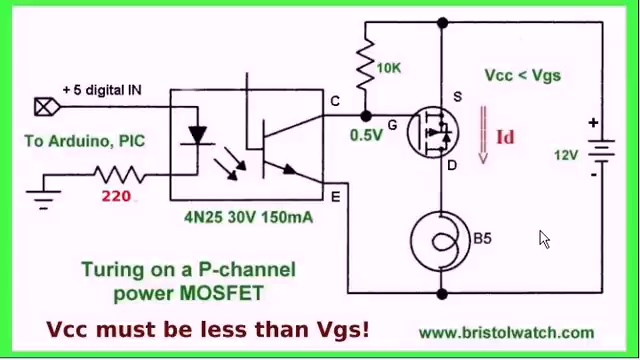 + 5 digital IN
To Arduino, PIC
220
C
E
4N25 30V 150mA
10K
0.5V
G
S
D
Vcc < Vgs
Id
+
12V
-
B5
Turing on a P-channel
power MOSFET
Vcc must be less than Vgs!
www.bristolwatch.com